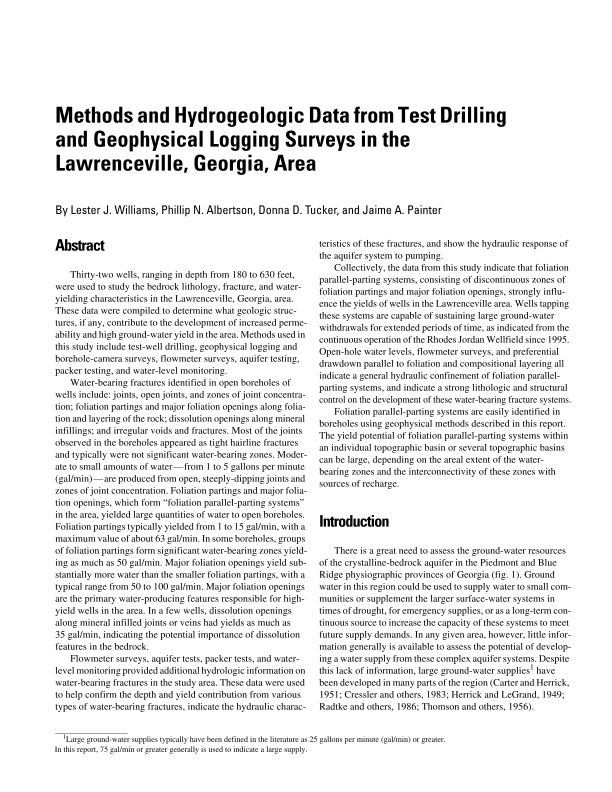 Methods and Hydrogeologic Data from Test Drilling
and Geophysical Logging Surveys in the
Lawrenceville, Georgia, Area
By Lester J. Williams, Phillip N. Albertson, Donna D. Tucker, and Jaime A. Painter
Abstract
Thirty-two wells, ranging in depth from 180 to 630 feet,
were used to study the bedrock lithology, fracture, and water-
yielding characteristics in the Lawrenceville, Georgia, area.
These data were compiled to determine what geologic struc-
tures, if any, contribute to the development of increased perme-
ability and high ground-water yield in the area. Methods used in
this study include test-well drilling, geophysical logging and
borehole-camera surveys, flowmeter surveys, aquifer testing,
packer testing, and water-level monitoring.
Water-bearing fractures identified in open boreholes of
wells include: joints, open joints, and zones of joint concentra-
tion; foliation partings and major foliation openings along folia-
tion and layering of the rock; dissolution openings along mineral
infillings; and irregular voids and fractures. Most of the joints
observed in the boreholes appeared as tight hairline fractures
and typically were not significant water-bearing zones. Moder-
ate to small amounts of water—from 1 to 5 gallons per minute
(gal/min)—are produced from open, steeply-dipping joints and
zones of joint concentration. Foliation partings and major folia-
tion openings, which form “foliation parallel-parting systems”
in the area, yielded large quantities of water to open boreholes.
Foliation partings typically yielded from 1 to 15 gal/min, with a
maximum value of about 63 gal/min. In some boreholes, groups
of foliation partings form significant water-bearing zones yield-
ing as much as 50 gal/min. Major foliation openings yield sub-
stantially more water than the smaller foliation partings, with a
typical range from 50 to 100 gal/min. Major foliation openings
are the primary water-producing features responsible for high-
yield wells in the area. In a few wells, dissolution openings
along mineral infilled joints or veins had yields as much as
35 gal/min, indicating the potential importance of dissolution
features in the bedrock.
Flowmeter surveys, aquifer tests, packer tests, and water-
level monitoring provided additional hydrologic information on
water-bearing fractures in the study area. These data were used
to help confirm the depth and yield contribution from various
types of water-bearing fractures, indicate the hydraulic charac-
teristics of these fractures, and show the hydraulic response of
the aquifer system to pumping.
Collectively, the data from this study indicate that foliation
parallel-parting systems, consisting of discontinuous zones of
foliation partings and major foliation openings, strongly influ-
ence the yields of wells in the Lawrenceville area. Wells tapping
these systems are capable of sustaining large ground-water
withdrawals for extended periods of time, as indicated from the
continuous operation of the Rhodes Jordan Wellfield since 1995.
Open-hole water levels, flowmeter surveys, and preferential
drawdown parallel to foliation and compositional layering all
indicate a general hydraulic confinement of foliation parallel-
parting systems, and indicate a strong lithologic and structural
control on the development of these water-bearing fracture systems.
Foliation parallel-parting systems are easily identified in
boreholes using geophysical methods described in this report.
The yield potential of foliation parallel-parting systems within
an individual topographic basin or several topographic basins
can be large, depending on the areal extent of the water-
bearing zones and the interconnectivity of these zones with
sources of recharge.
Introduction
There is a great need to assess the ground-water resources
of the crystalline-bedrock aquifer in the Piedmont and Blue
Ridge physiographic provinces of Georgia (fig. 1). Ground
water in this region could be used to supply water to small com-
munities or supplement the larger surface-water systems in
times of drought, for emergency supplies, or as a long-term con-
tinuous source to increase the capacity of these systems to meet
future supply demands. In any given area, however, little infor-
mation generally is available to assess the potential of develop-
ing a water supply from these complex aquifer systems. Despite
this lack of information, large ground-water supplies1 have
been developed in many parts of the region (Carter and Herrick,
1951; Cressler and others, 1983; Herrick and LeGrand, 1949;
Radtke and others, 1986; Thomson and others, 1956).
1Large ground-water supplies typically have been defined in the literature as 25 gallons per minute (gal/min) or greater.
In this report, 75 gal/min or greater generally is used to indicate a large supply.